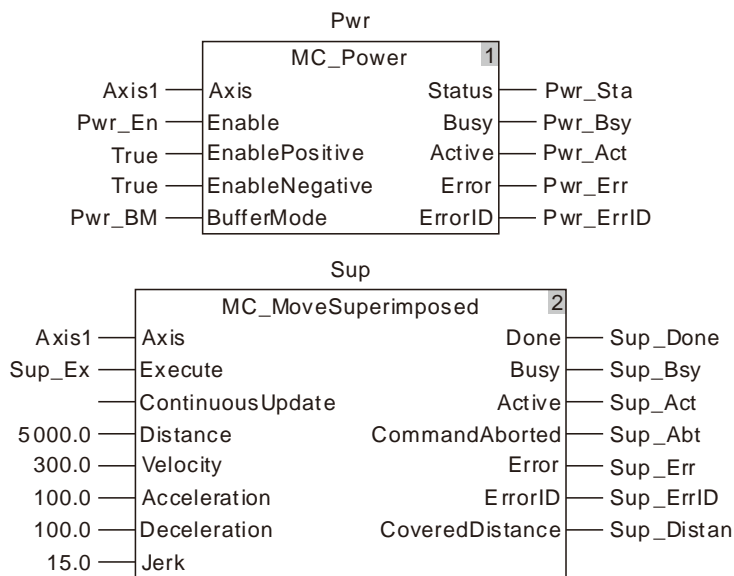 Pwr
MC_Power 1
Axis1 Axis Status Pwr_Sta
Pwr_En Enable Busy Pwr_Bsy
True EnablePositive Active Pwr_Act
True EnableNegative Error Pwr_Err
Pwr_BM BufferMode ErrorID Pwr_ErrID
Sup
MC_MoveSuperimposed 2
Axis1 Axis Done Sup_Done
Sup_Ex Execute Busy Sup_Bsy
ContinuousUpdate Active Sup_Act
5000.0 Distance CommandAborted Sup_Abt
300.0 Velocity Error Sup_Err
100.0 Acceleration ErrorID Sup_ErrID
100.0 Deceleration CoveredDistance Sup_Distan
15.0 Jerk